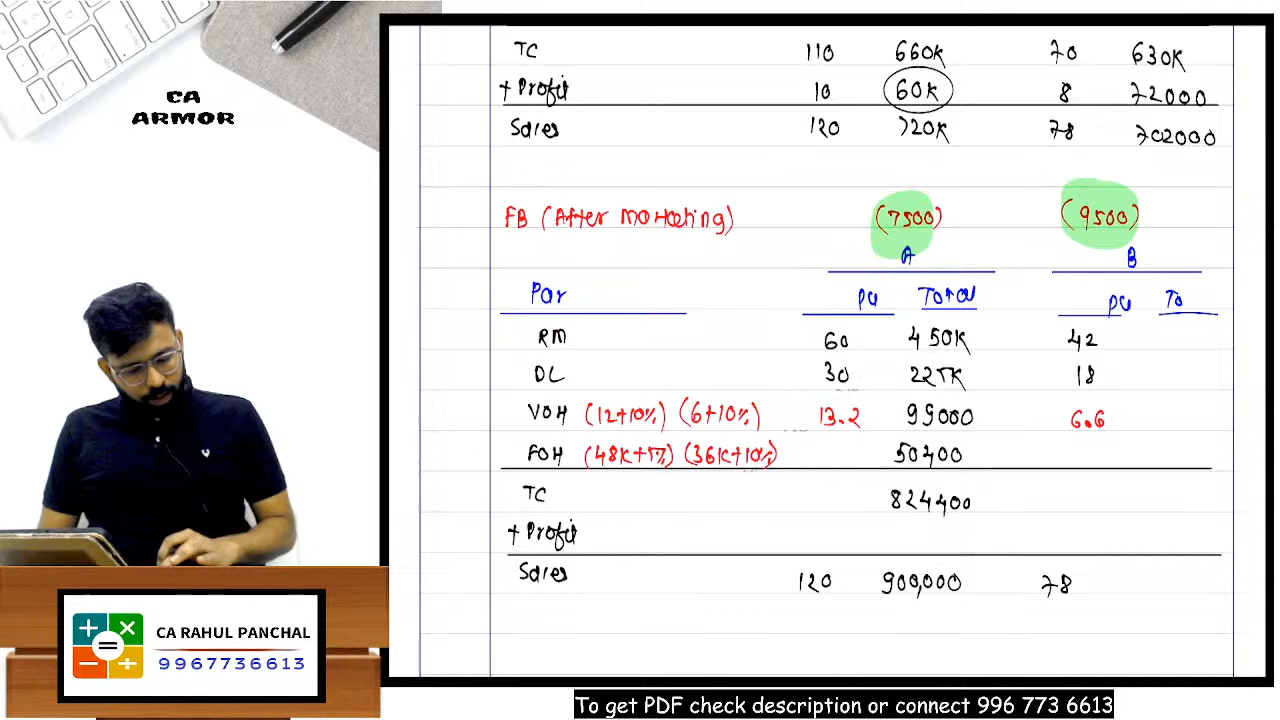 CA
ARMOR
TC 110 660K 70 630K
+ Profit 10 60K 8 72000
Sales 120 720K 78 702000
FB (After Marketing) (7500) (9500)
A B
Par PU Total PU To
RM 60 450K 42
DL 30 225K 18
VOH (12+10%) (6+10%) 13.2 99000 6.6
FOH (48K+5%) (36K+10%) 50400
TC 824400
+ Profit
Sales 120 900,000 78
CA RAHUL PANCHAL
9967736613
To get PDF check description or connect 996 773 6613